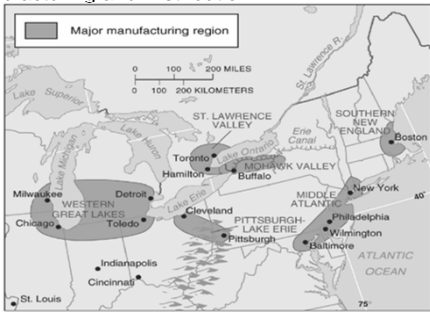 Major manufacturing region
0 100 200 MILES
0 100 200 KILOMETERS
St. Lawrence R.
Lake Superior
ST. LAWRENCE
VALLEY
SOUTHERN
NEW
ENGLAND
Boston
Lake Huron
Lake Michigan
Erie
Canal
Toronto
Lake Ontario
Hamilton
MOHAWK VALLEY
Buffalo
Milwaukee
Detroit
WESTERN
GREAT LAKES
Lake Erie
New York
MIDDLE
ATLANTIC
40°
Chicago
Toledo
Cleveland
PITTSBURGH-
LAKE ERIE
Pittsburgh
Philadelphia
Wilmington
Baltimore
Indianapolis
Cincinnati
ATLANTIC
OCEAN
St. Louis
75°